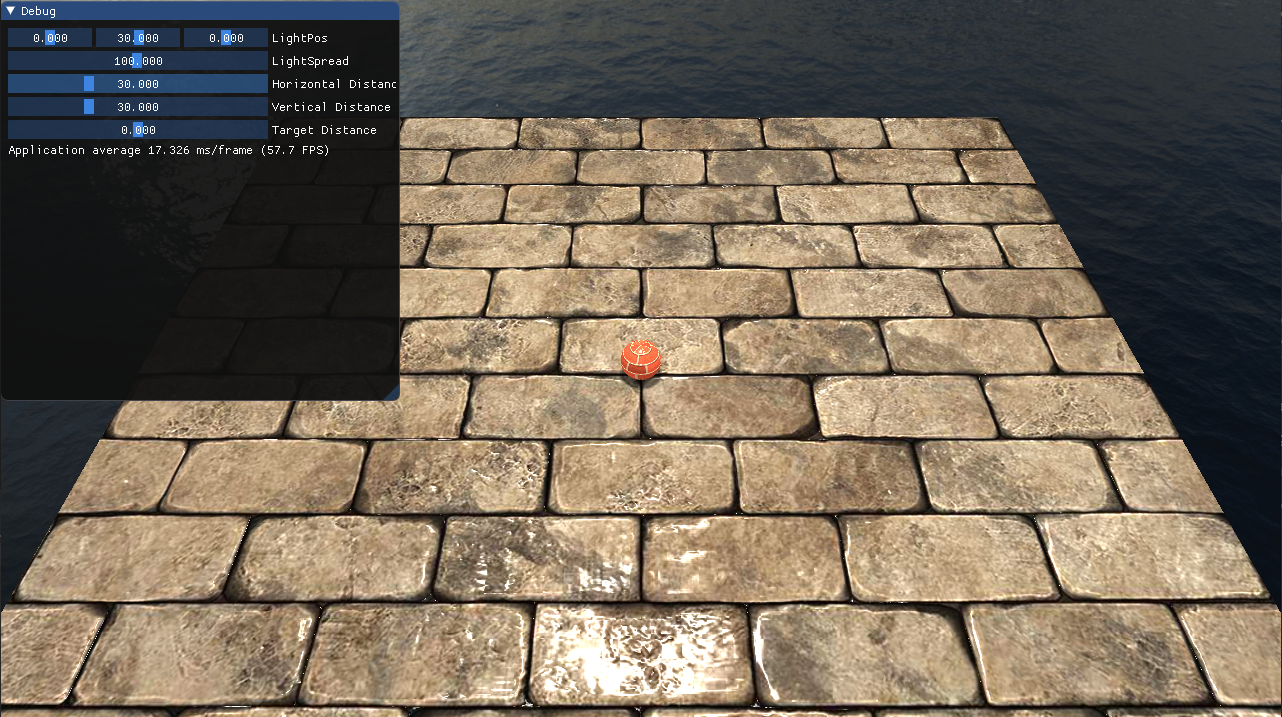 Debug
0.000 30.000 0.000 LightPos
100.000 LightSpread
30.000 Horizontal Distanc
30.000 Vertical Distance
0.000 Target Distance
Application average 17.326 ms/frame (57.7 FPS)